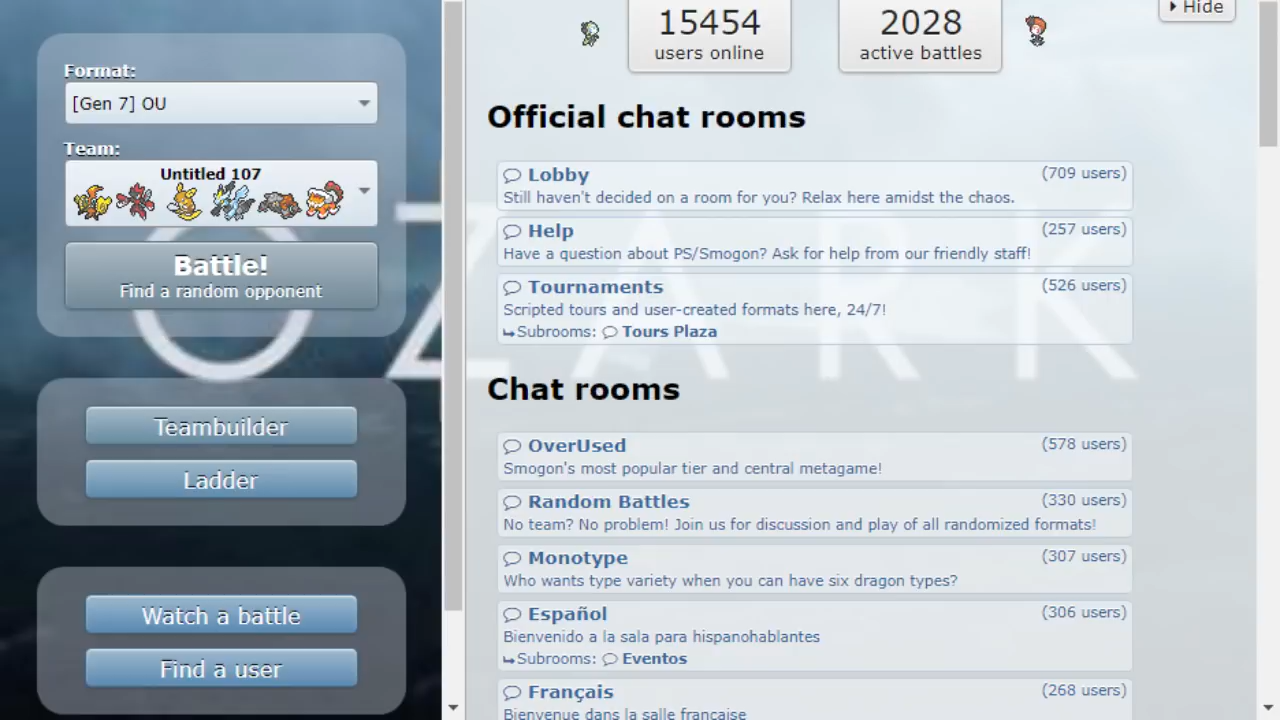 Format:
[Gen 7] OU
Team:
Untitled 107
Battle!
Find a random opponent
Teambuilder
Ladder
Watch a battle
Find a user
15454
users online
2028
active battles
Hide
Official chat rooms
Lobby (709 users)
Still haven't decided on a room for you? Relax here amidst the chaos.
Help (257 users)
Have a question about PS/Smogon? Ask for help from our friendly staff!
Tournaments (526 users)
Scripted tours and user-created formats here, 24/7!
Subrooms: Tours Plaza
Chat rooms
OverUsed (578 users)
Smogon's most popular tier and central metagame!
Random Battles (330 users)
No team? No problem! Join us for discussion and play of all randomized formats!
Monotype (307 users)
Who wants type variety when you can have six dragon types?
Español (306 users)
Bienvenido a la sala para hispanohablantes
Subrooms: Eventos
Français (268 users)
Bienvenue dans la salle française
OZARK